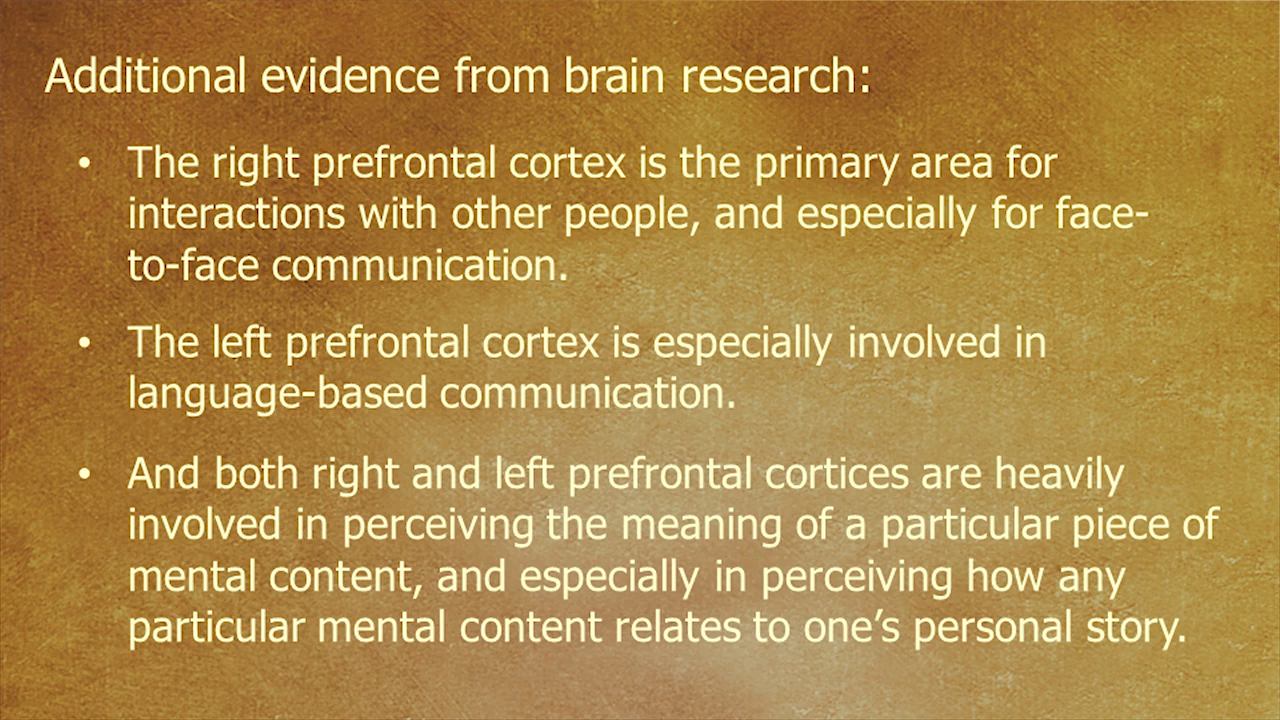 Additional evidence from brain research:
• The right prefrontal cortex is the primary area for
interactions with other people, and especially for face-
to-face communication.
• The left prefrontal cortex is especially involved in
language-based communication.
• And both right and left prefrontal cortices are heavily
involved in perceiving the meaning of a particular piece of
mental content, and especially in perceiving how any
particular mental content relates to one’s personal story.